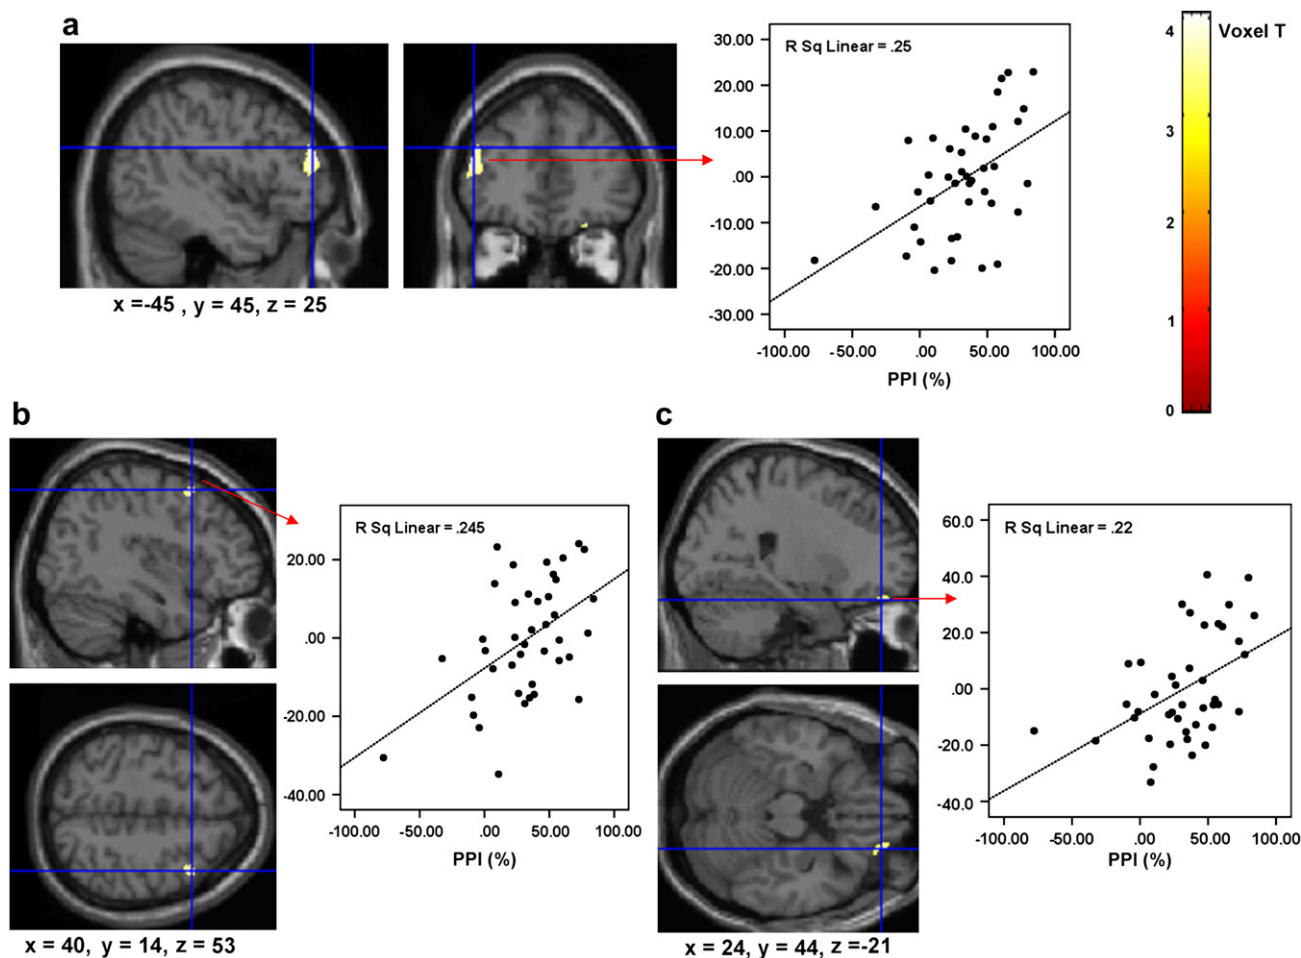 a
x =-45 , y = 45, z = 25
R Sq Linear = .25
30.00
20.00
10.00
.00
-10.00
-20.00
-30.00
-100.00 -50.00 .00 50.00 100.00
PPI (%)
4
3
2
1
0
Voxel T
b
x = 40, y = 14, z = 53
R Sq Linear = .245
20.00
.00
-20.00
-40.00
-100.00 -50.00 .00 50.00 100.00
PPI (%)
c
x = 24, y = 44, z =-21
R Sq Linear = .22
60.0
40.0
20.0
.00
-20.0
-40.0
-100.00 -50.00 .00 50.00 100.00
PPI (%)